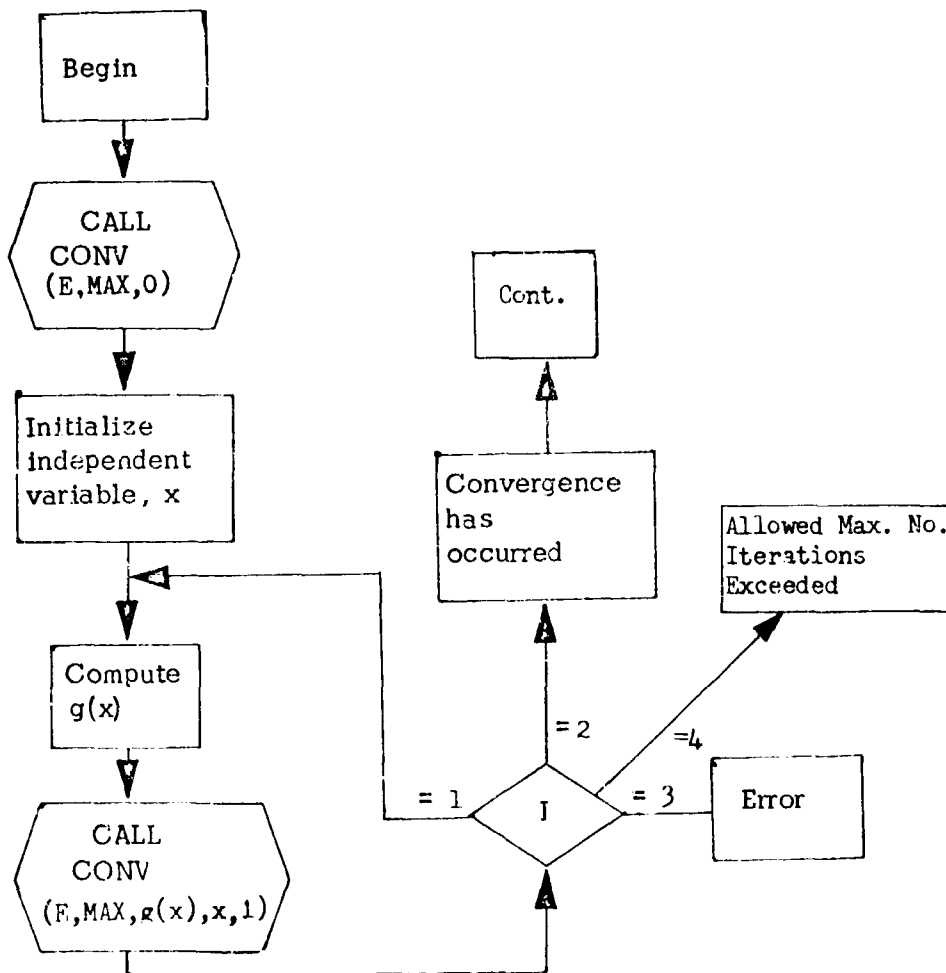 Begin
CALL
CONV
(E,MAX,0)
Initialize
independent
variable, x
Compute
g(x)
CALL
CONV
(E,MAX,g(x),x,1)
Cont.
Convergence
has
occurred
Allowed Max. No.
Iterations
Exceeded
=2
=4
= 1
J
= 3
Error